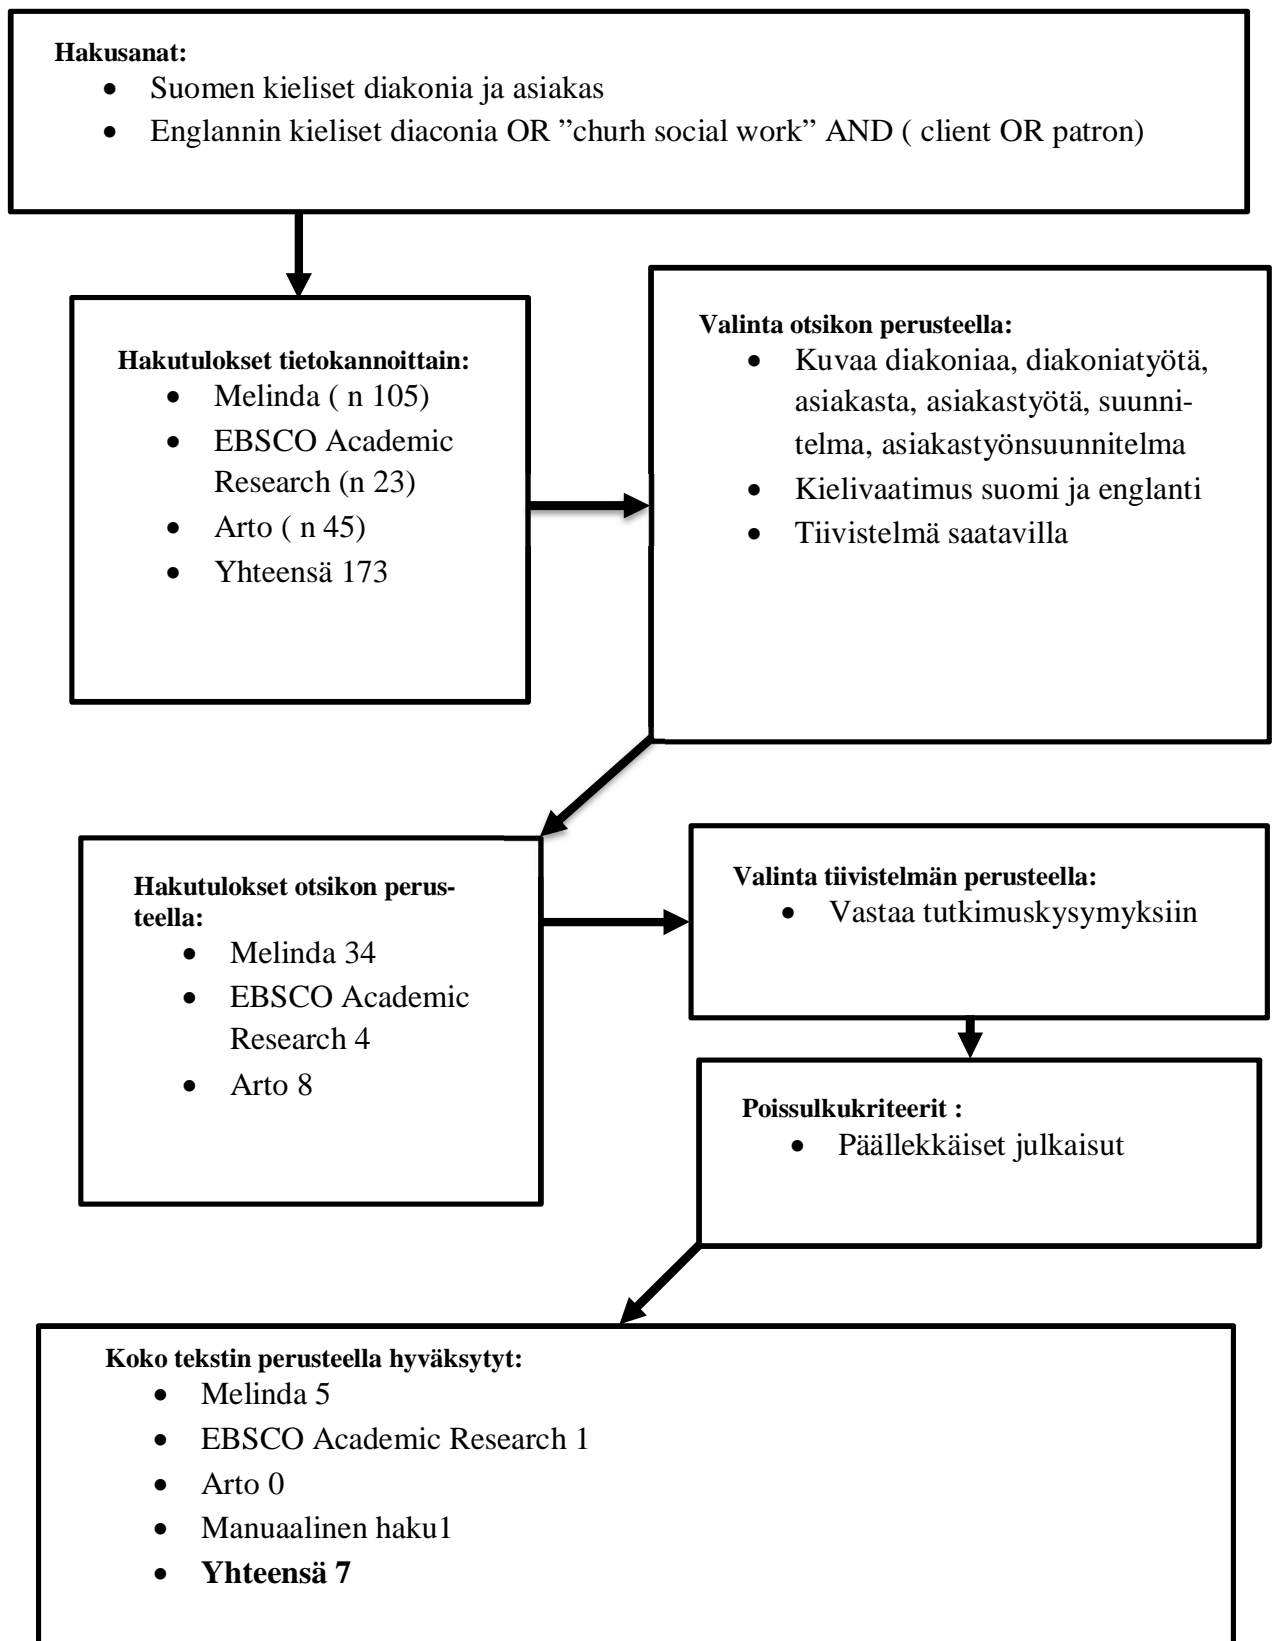 Hakusanat:
• Suomen kieliset diakonia ja asiakas
• Englannin kieliset diaconia OR ”churh social work” AND ( client OR patron)
Hakutulokset tietokannoittain:
• Melinda ( n 105)
• EBSCO Academic
Research (n 23)
• Arto ( n 45)
• Yhteensä 173
Valinta otsikon perusteella:
• Kuvaa diakoniaa, diakoniatyötä,
asiakasta, asiakastyötä, suunni-
telma, asiakastyönsuunnitelma
• Kielivaatimus suomi ja englanti
• Tiivistelmä saatavilla
Hakutulokset otsikon perus-
teella:
• Melinda 34
• EBSCO Academic
Research 4
• Arto 8
Valinta tiivistelmän perusteella:
• Vastaa tutkimuskysymyksiin
Poissulkukriteerit :
• Päällekkäiset julkaisut
Koko tekstin perusteella hyväksytyt:
• Melinda 5
• EBSCO Academic Research 1
• Arto 0
• Manuaalinen haku1
• Yhteensä 7